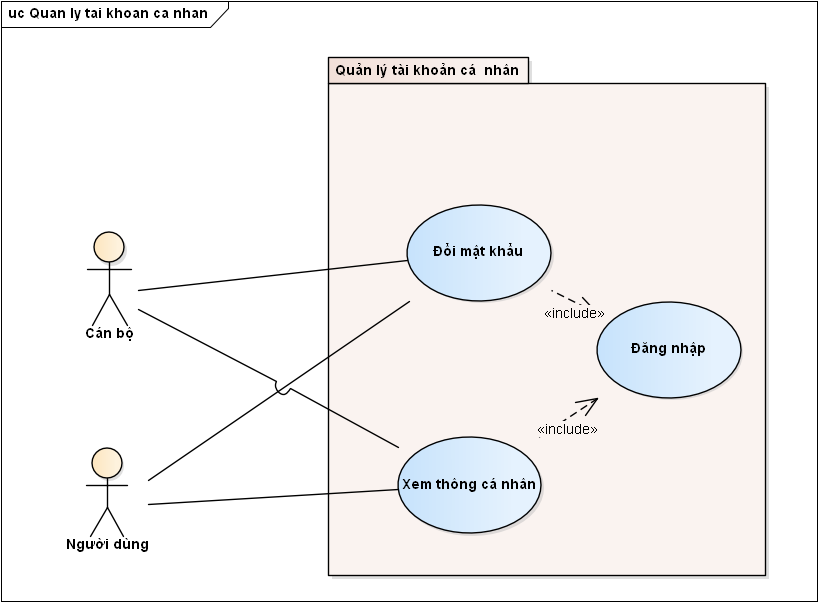 uc Quan ly tai khoan ca nhan
Quản lý tài khoản cá nhân
Đổi mật khẩu
«include»
Đăng nhập
Cán bộ
«include»
Xem thông cá nhân
Người dùng